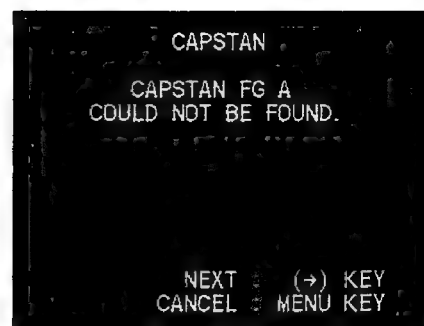 CAPSTAN
CAPSTAN FG A
COULD NOT BE FOUND.
NEXT : (→) KEY
CANCEL : MENU KEY